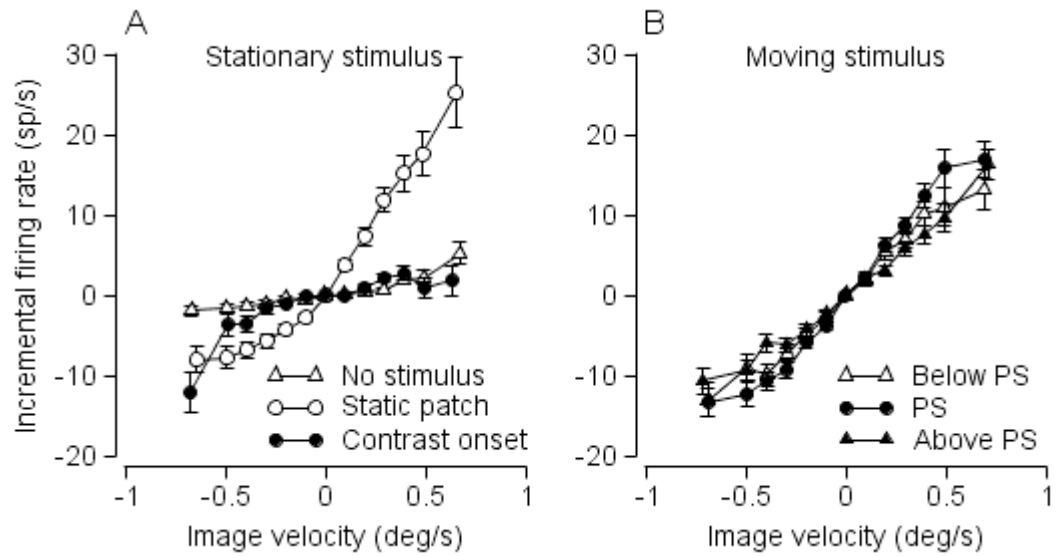 A
Stationary stimulus
Incremental firing rate (sp/s)
30
20
10
0
-10
-20
No stimulus
Static patch
Contrast onset
-1
-0.5
0
0.5
1
Image velocity (deg/s)
B
Moving stimulus
30
20
10
0
-10
-20
Below PS
PS
Above PS
-1
-0.5
0
0.5
1
Image velocity (deg/s)